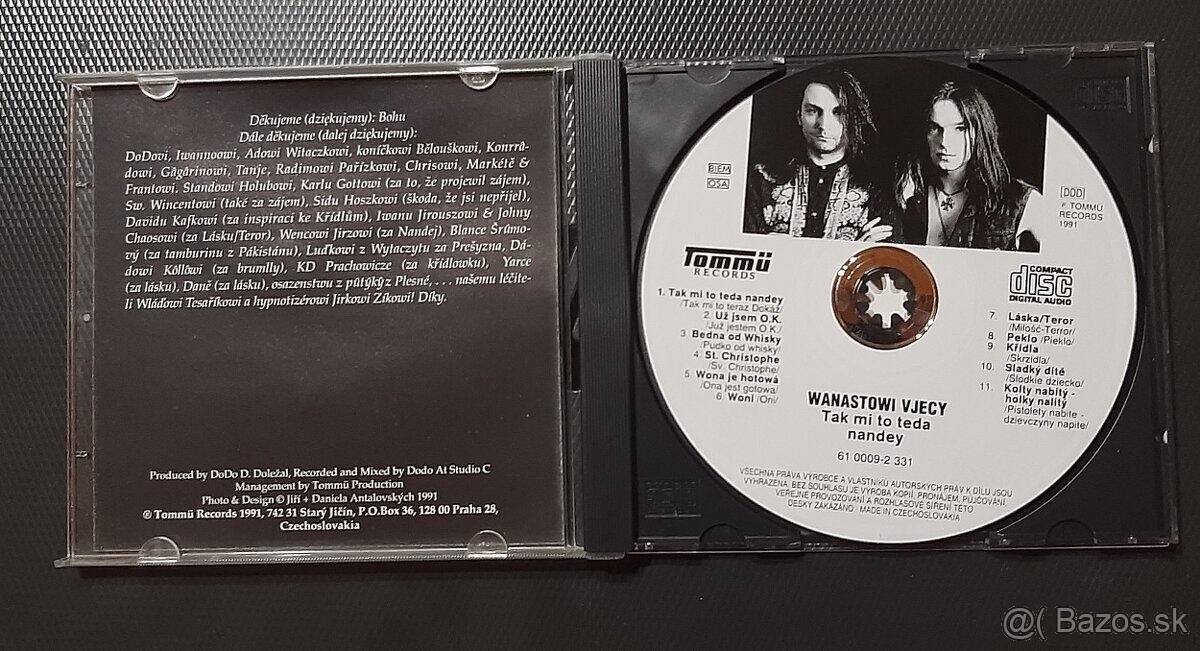 Děkujeme (dziękujemy): Bohu
Dále děkujeme (dalej dziękujemy):
DoDovi, Iwannoowi, Adowi Witaczkowi, koníčkowi Bělouškowi, Konrrá-
dowi, Gägârinowi, Tanje, Radimowi Pařízkowi, Chrisowi, Markétě &
Frantowi, Standowi Holubowi, Karlu Gottowi (za to, že projewil zájem),
Sw. Wincentowi (také za zájem), Sidu Hoszkowi (škoda, že jsi nepřijel),
Davidu Kafkowi (za inspiraci ke Křídlům), Iwanu Jirouszowi & Johny
Chaosowi (za Lásku/Teror), Wencowi Jirzowi (za Nandej), Blance Šrůmo-
vý (za tamburinu z Pákistánu), Luďkowi z Wytaczytu za Prešyzna, Dá-
dowi Köllöwi (za brumlly), KD Prachowicze (za křídlowku), Yarce
(za lásku), Daně (za lásku), osazenstwu z půtýký z Plesné, ... našemu léčite-
li Wládowi Tesaříkowi a hypnotizérowi Jirkowi Zíkowi! Díky.
Produced by DoDo D. Doležal, Recorded and Mixed by Dodo At Studio C
Management by Tommü Production
Photo & Design © Jiří + Daniela Antalovských 1991
℗ Tommü Records 1991, 742 31 Starý Jičín, P.O.Box 36, 128 00 Praha 28,
Czechoslovakia
BIEM
OSA
DDD
℗ TOMMÜ
RECORDS
1991
Tommü
RECORDS
COMPACT
disc
DIGITAL AUDIO
1. Tak mi to teda nandey
/Tak mi to teraz Dokaż/
2. Už jsem O.K.
/Już jestem O.K./
3. Bedna od Whisky
/Pudko od whisky/
4. St. Christophe
/Sv. Christophe/
5. Wona je hotowá
/Ona jest gotowa/
6. Woni /Oni/
7. Láska/Teror
/Milość-Terror/
8. Peklo /Pieklo/
9. Křídla
/Skrzidla/
10. Sladký dítě
/Slodkie dziecko/
11. Kolty nabitý -
holky nalitý
/Pistolety nabite -
dziewczyny napite/
WANASTOWI VJECY
Tak mi to teda
nandey
61 0009-2 331
VŠECHNA PRÁVA VÝROBCE A VLASTNÍKŮ AUTORSKÝCH PRÁV K DÍLU JSOU
VYHRAZENA. BEZ SOUHLASU JE VÝROBA KOPIÍ, PRONÁJEM, PŮJČOVÁNÍ
VEŘEJNÉ PROVOZOVÁNÍ A ROZHLASOVÉ ŠÍŘENÍ TÉTO
DESKY ZAKÁZÁNO · MADE IN CZECHOSLOVAKIA
@( Bazos.sk